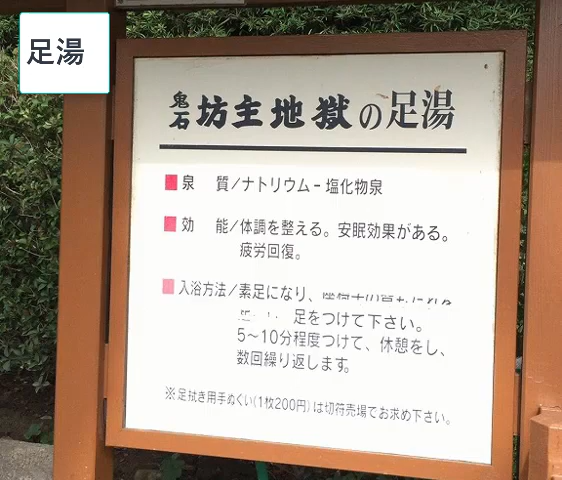 足湯
鬼石坊主地獄の足湯
泉 質/ナトリウム-塩化物泉
効 能/体調を整える。安眠効果がある。
疲労回復。
入浴方法/素足になり、
足をつけて下さい。
5〜10分程度つけて、休憩をし、
数回繰り返します。
※足拭き用手ぬぐい(1枚200円)は切符売場でお求め下さい。